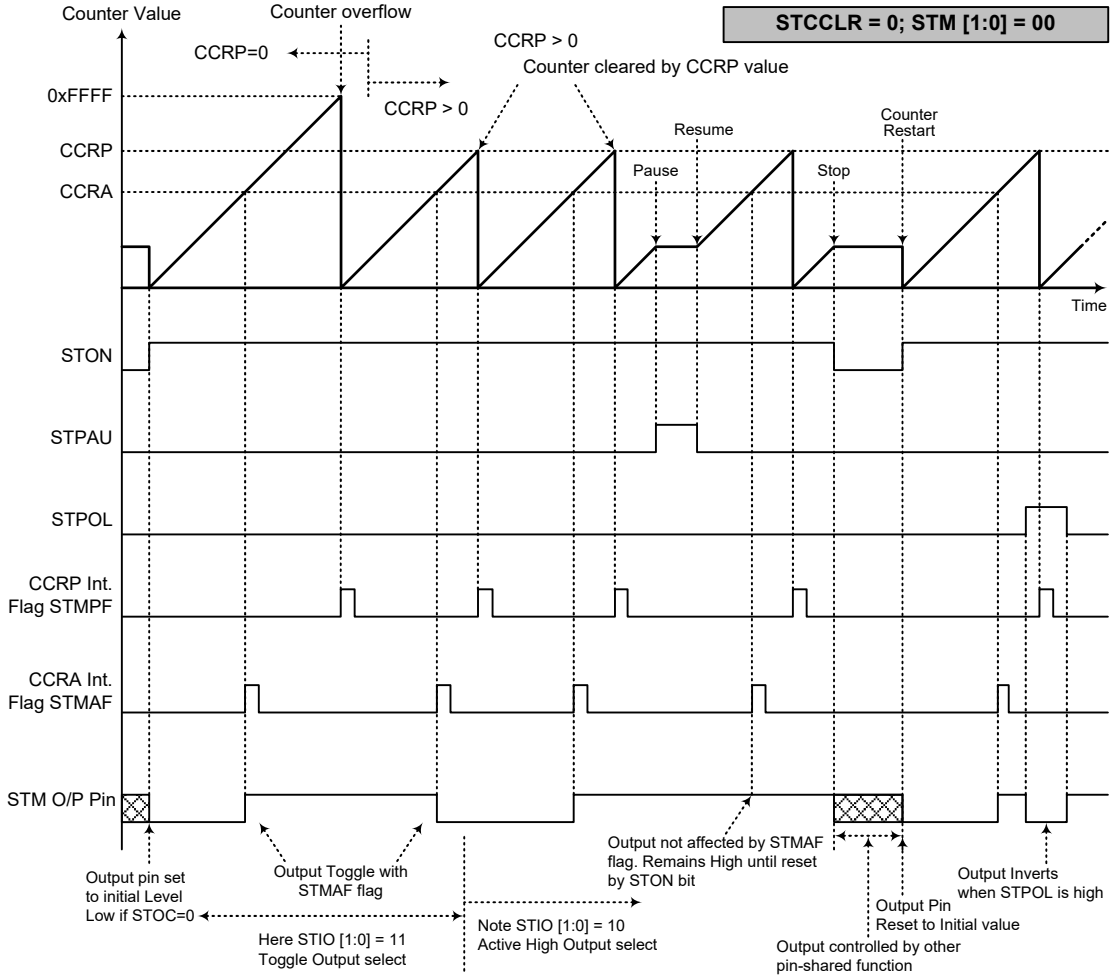 Counter Value
Counter overflow
STCCLR = 0; STM [1:0] = 00
CCRP=0
CCRP > 0
CCRP > 0
Counter cleared by CCRP value
0xFFFF
CCRP
CCRA
Pause
Resume
Stop
Counter
Restart
Time
STON
STPAU
STPOL
CCRP Int.
Flag STMPF
CCRA Int.
Flag STMAF
STM O/P Pin
Output pin set
to initial Level
Low if STOC=0
Output Toggle with
STMAF flag
Here STIO [1:0] = 11
Toggle Output select
Note STIO [1:0] = 10
Active High Output select
Output not affected by STMAF
flag. Remains High until reset
by STON bit
Output controlled by other
pin-shared function
Output Pin
Reset to Initial value
Output Inverts
when STPOL is high